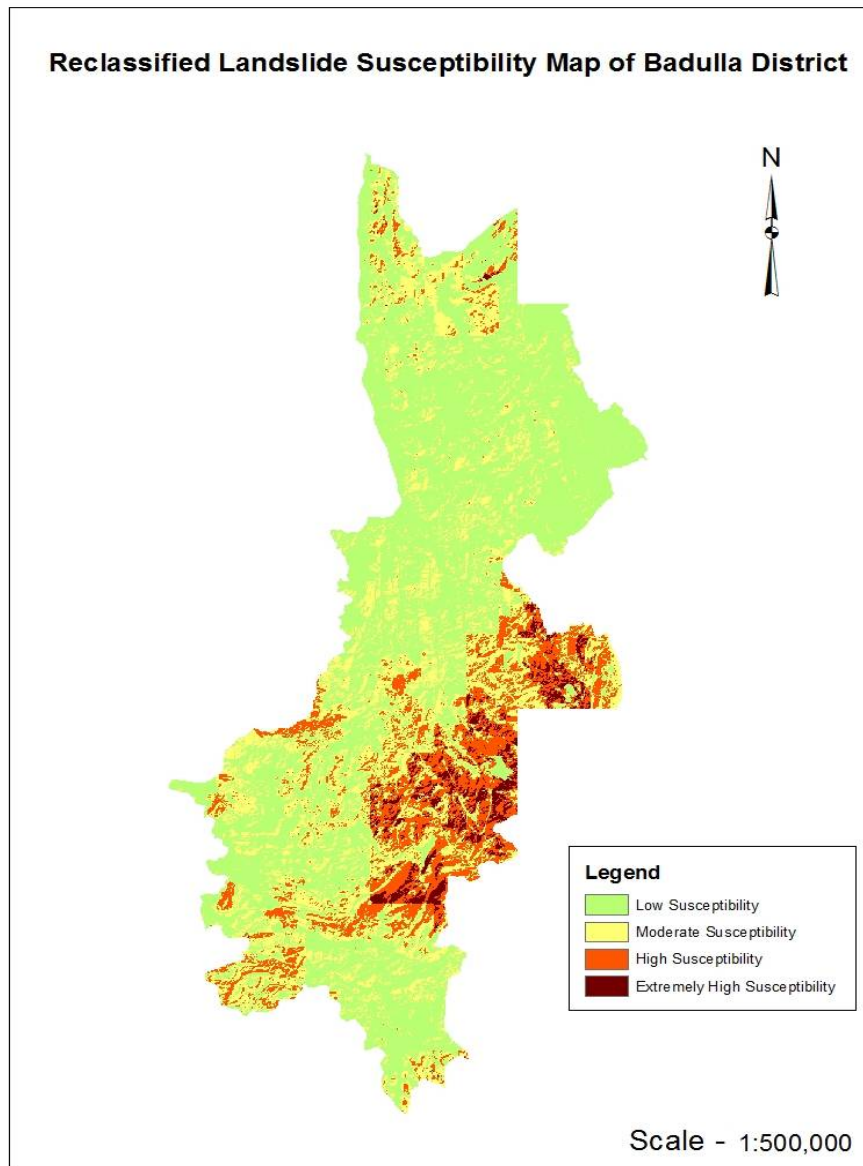 Reclassified Landslide Susceptibility Map of Badulla District
N
Legend
Low Susceptibility
Moderate Susceptibility
High Susceptibility
Extremely High Susceptibility
Scale - 1:500,000